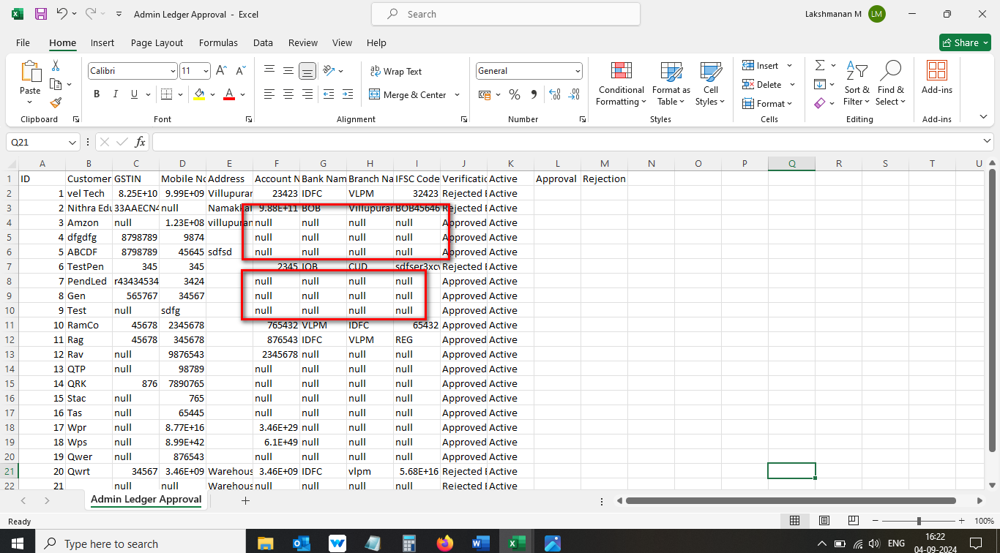 Admin Ledger Approval - Excel
Search
Lakshmanan M LM
File Home Insert Page Layout Formulas Data Review View Help Share
Paste
Clipboard
Calibri 11
B I U A
Font
Wrap Text
Merge & Center
Alignment
General
% 9
Number
Conditional Formatting
Format as Table
Cell Styles
Styles
Insert
Delete
Format
Cells
Sort & Filter
Find & Select
Editing
Add-ins
Add-ins
Q21 fx
A B C D E F G H I J K L M N O P Q R S T U
1 ID Customer GSTIN Mobile No Address Account N Bank Nam Branch Na IFSC Code Verificatio Active Approval Rejection
2 1 vel Tech 8.25E+10 9.99E+09 Villupuram 23423 IDFC VLPM 32423 Rejected B Active
3 2 Nithra Edu 33AAECN4 null Namakkal 9.88E+11 BOB Villupuram BOB45646 Rejected B Active
4 3 Amzon null 1.23E+08 villupuram null null null null Approved Active
5 4 dfgdfg 8798789 9874 null null null null Approved Active
6 5 ABCDF 8798789 45645 sdfsd null null null null Approved Active
7 6 TestPen 345 345 2345 IOB CUD sdfser3xcv Rejected B Active
8 7 PendLed r43434534 3424 null null null null Approved Active
9 8 Gen 565767 34567 null null null null Approved Active
10 9 Test null sdfg null null null null Approved Active
11 10 RamCo 45678 2345678 765432 VLPM IDFC 65432 Approved Active
12 11 Rag 45678 345678 876543 IDFC VLPM REG Approved Active
13 12 Rav null 9876543 2345678 null null null Approved Active
14 13 QTP null 98789 null null null null Approved Active
15 14 QRK 876 7890765 null null null null Approved Active
16 15 Stac null 765 null null null null Approved Active
17 16 Tas null 65445 null null null null Approved Active
18 17 Wpr null 8.77E+16 3.46E+29 null null null Approved Active
19 18 Wps null 8.99E+42 6.1E+49 null null null Approved Active
20 19 Qwer null 876543 null null null null Approved Active
21 20 Qwrt 34567 3.46E+09 Warehous 3.46E+09 IDFC vlpm 5.68E+16 Rejected B Active
22 21 null null Warehous null null null null Rejected B Active
Admin Ledger Approval
Ready 100%
Type here to search
ENG 16:22
04-09-2024